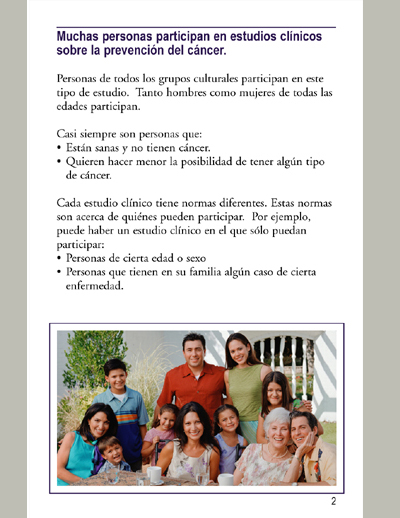 Muchas personas participan en estudios clínicos
sobre la prevención del cáncer.
Personas de todos los grupos culturales participan en este
tipo de estudio. Tanto hombres como mujeres de todas las
edades participan.
Casi siempre son personas que:
• Están sanas y no tienen cáncer.
• Quieren hacer menor la posibilidad de tener algún tipo
de cáncer.
Cada estudio clínico tiene normas diferentes. Estas normas
son acerca de quiénes pueden participar. Por ejemplo,
puede haber un estudio clínico en el que sólo puedan
participar:
• Personas de cierta edad o sexo
• Personas que tienen en su familia algún caso de cierta
enfermedad.
2